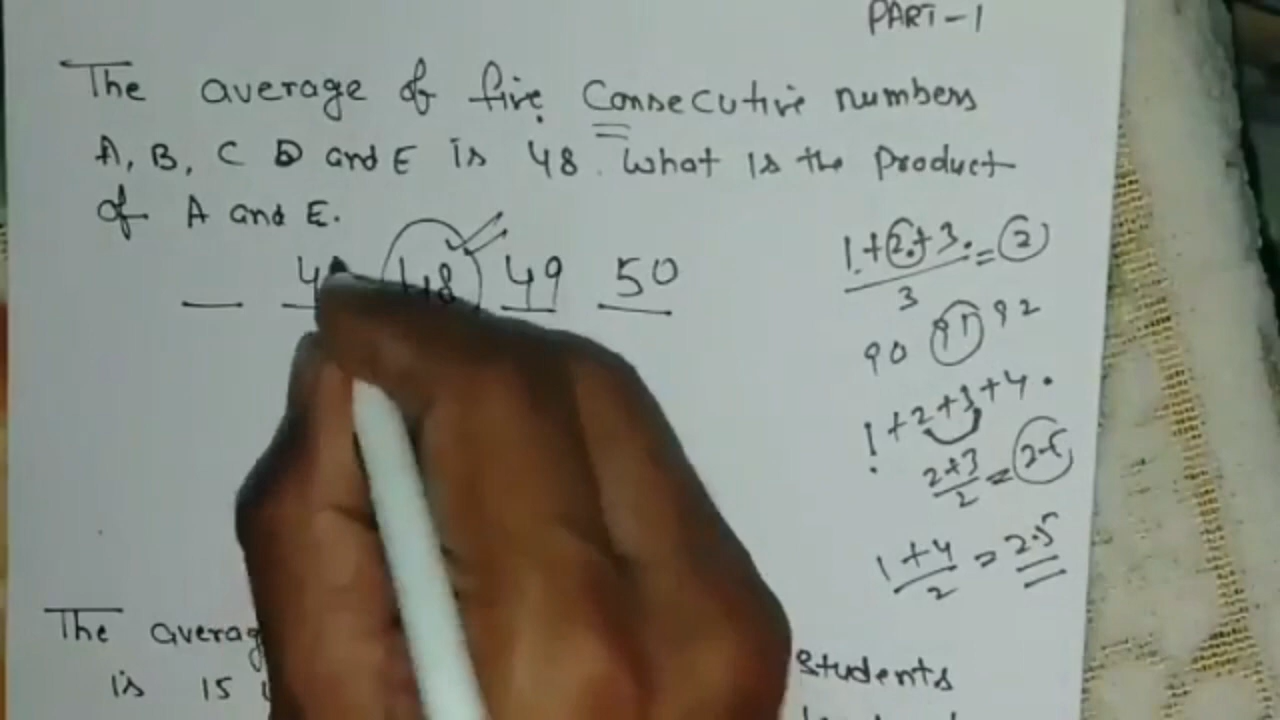 PART-1
The average of five Consecutive numbers
A, B, C D and E is 48. What is the Product
of A and E.
48 49 50
1+2+3 = 2
3
90 91 92
1+2+3+4
2+3 = 2.5
2
1+4 = 2.5
2
The
students
is 15